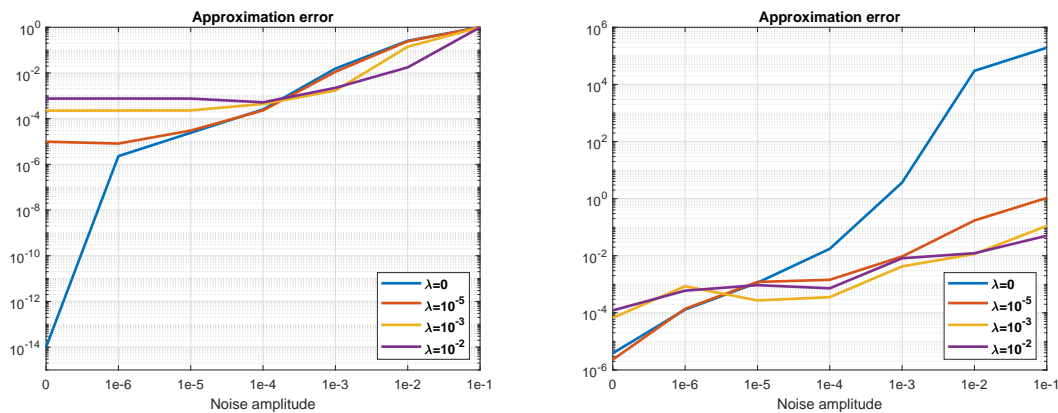 Approximation error
10^0
10^-2
10^-4
10^-6
10^-8
10^-10
10^-12
10^-14
0 1e-6 1e-5 1e-4 1e-3 1e-2 1e-1
Noise amplitude
λ=0
λ=10^-5
λ=10^-3
λ=10^-2
Approximation error
10^6
10^4
10^2
10^0
10^-2
10^-4
10^-6
0 1e-6 1e-5 1e-4 1e-3 1e-2 1e-1
Noise amplitude
λ=0
λ=10^-5
λ=10^-3
λ=10^-2